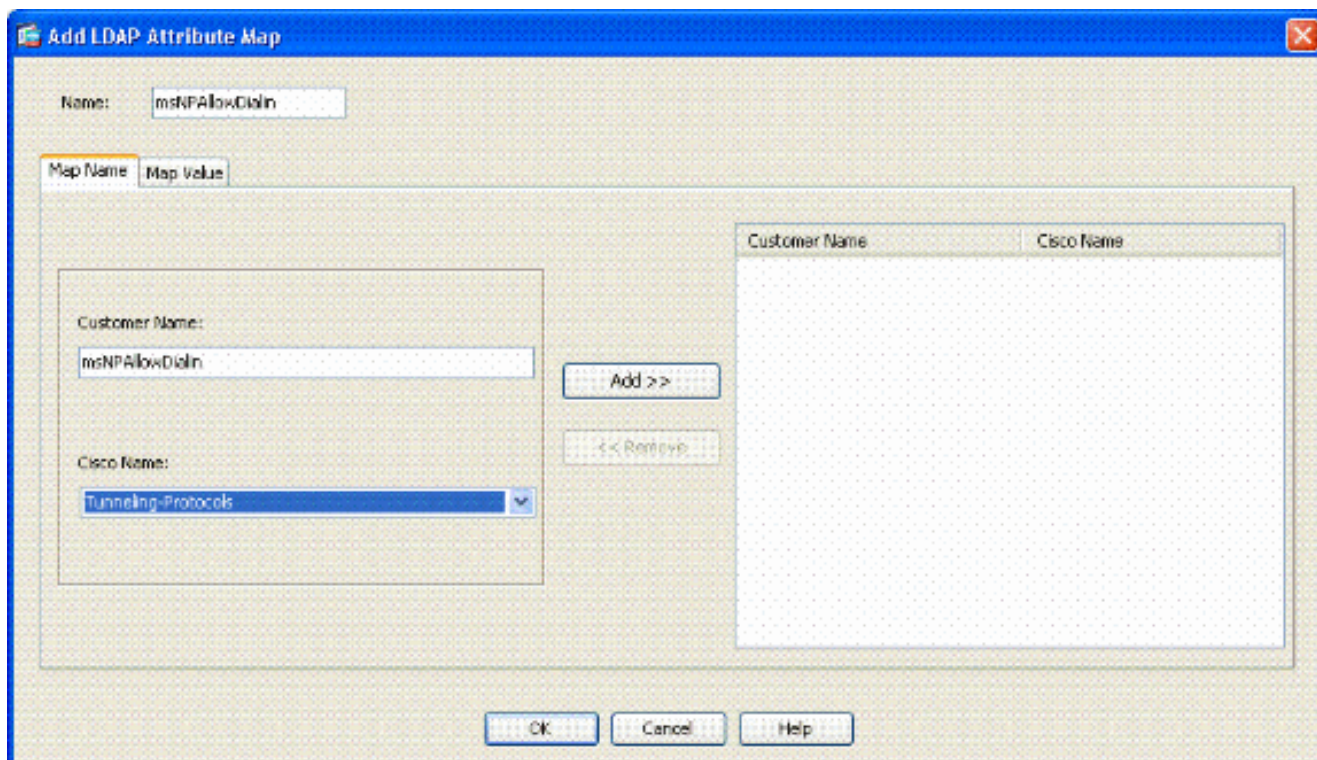 Add LDAP Attribute Map
Name: msNPAllowDialin
Map Name Map Value
Customer Name Cisco Name
Customer Name:
msNPAllowDialin
Add >>
<< Remove
Cisco Name:
Tunneling-Protocols
OK Cancel Help